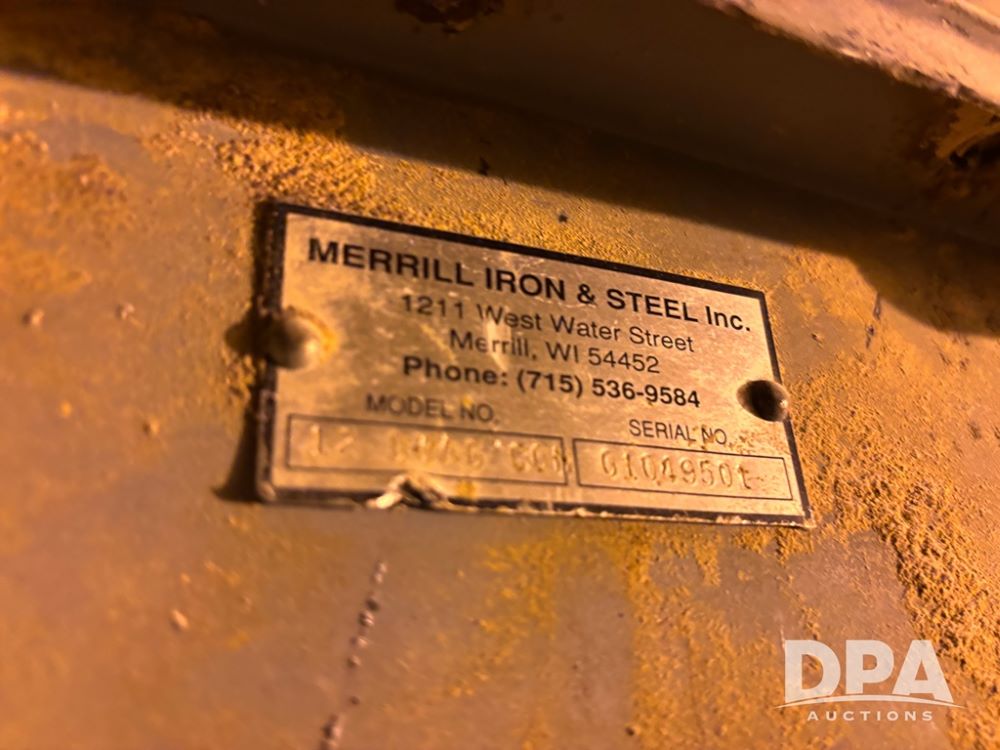 MERRILL IRON & STEEL Inc.
1211 West Water Street
Merrill, WI 54452
Phone: (715) 536-9584
MODEL NO.
SERIAL NO.
12
DPA
AUCTIONS